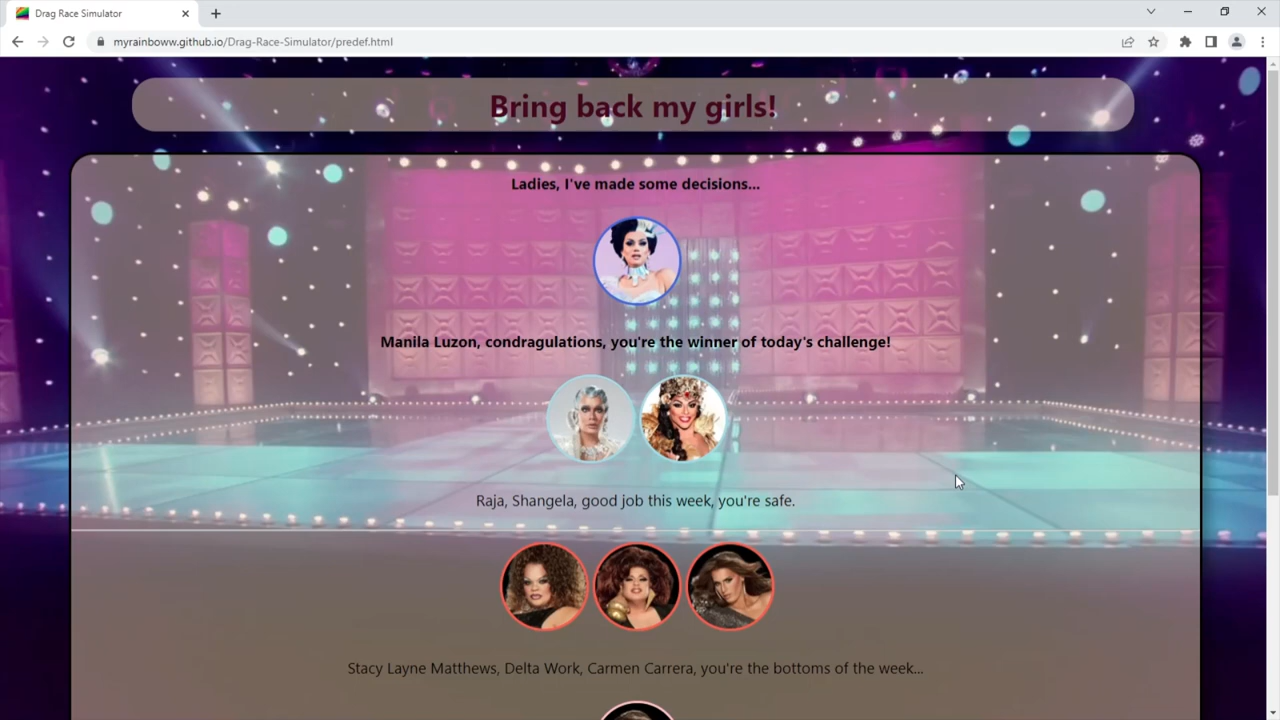 Drag Race Simulator
myrainboww.github.io/Drag-Race-Simulator/predef.html
Bring back my girls!
Ladies, I've made some decisions...
Manila Luzon, condragulations, you're the winner of today's challenge!
Raja, Shangela, good job this week, you're safe.
Stacy Layne Matthews, Delta Work, Carmen Carrera, you're the bottoms of the week...